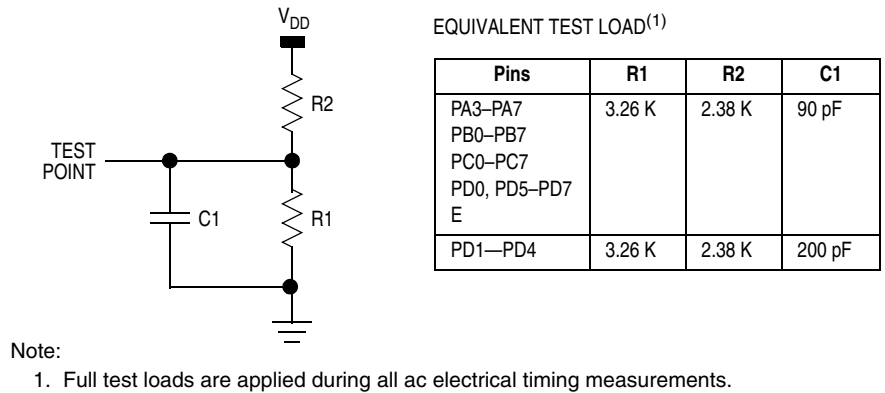 V_DD
R2
TEST
POINT
C1
R1
EQUIVALENT TEST LOAD(1)
Pins R1 R2 C1
PA3–PA7 3.26 K 2.38 K 90 pF
PB0–PB7
PC0–PC7
PD0, PD5–PD7
E
PD1—PD4 3.26 K 2.38 K 200 pF
Note:
1. Full test loads are applied during all ac electrical timing measurements.